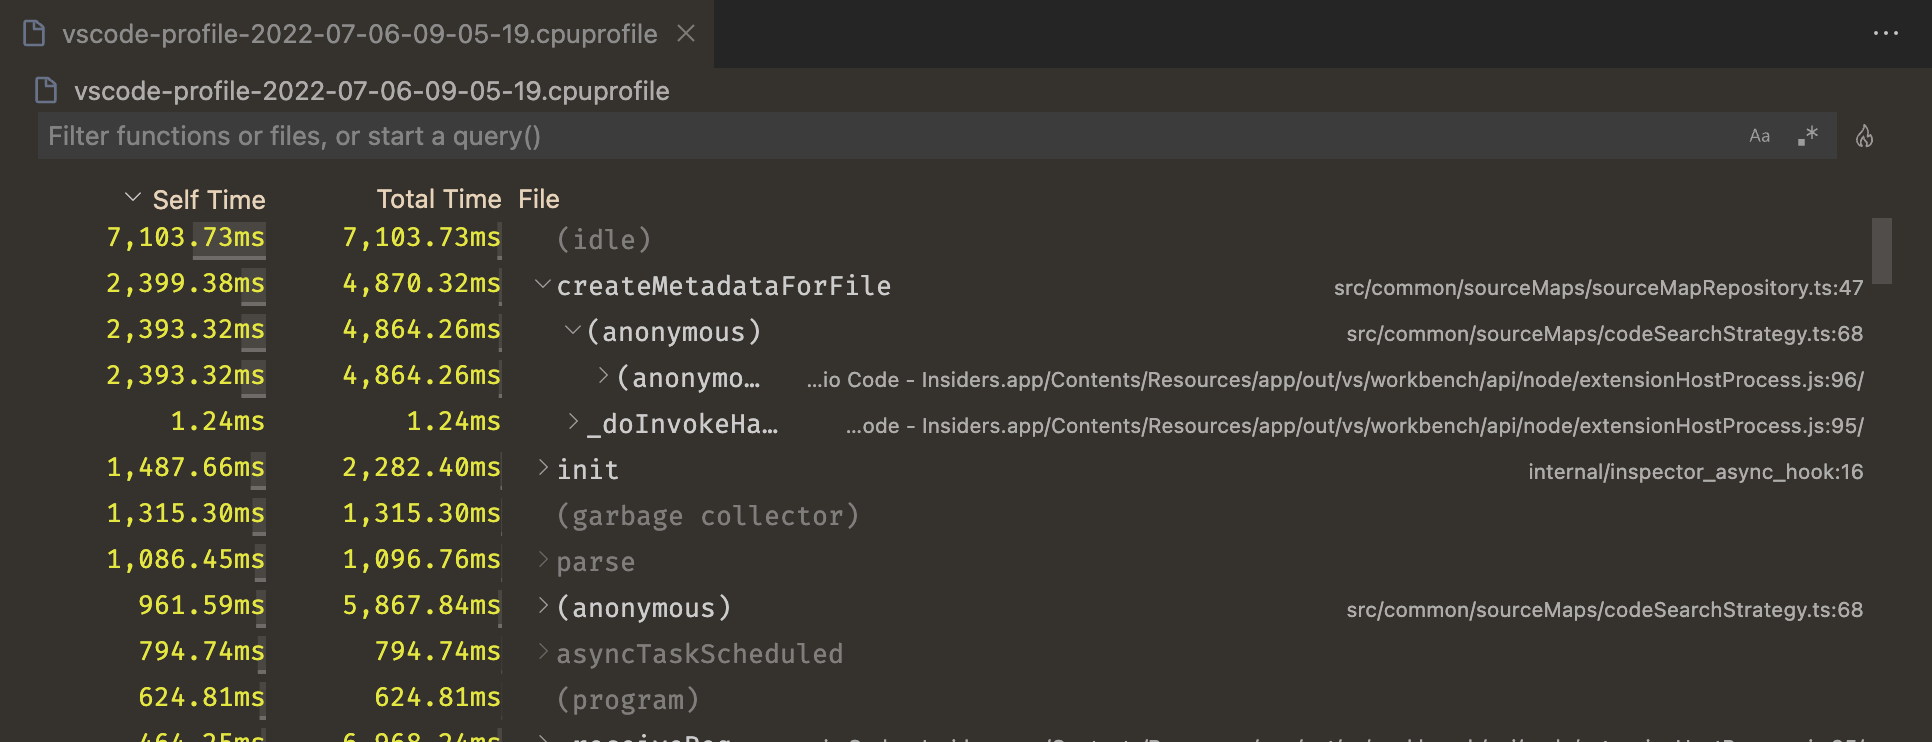 vscode-profile-2022-07-06-09-05-19.cpuprofile
vscode-profile-2022-07-06-09-05-19.cpuprofile
Filter functions or files, or start a query() Aa .*
Self Time Total Time File
7,103.73ms 7,103.73ms (idle)
2,399.38ms 4,870.32ms createMetadataForFile src/common/sourceMaps/sourceMapRepository.ts:47
2,393.32ms 4,864.26ms (anonymous) src/common/sourceMaps/codeSearchStrategy.ts:68
2,393.32ms 4,864.26ms (anonymo… …io Code - Insiders.app/Contents/Resources/app/out/vs/workbench/api/node/extensionHostProcess.js:96/
1.24ms 1.24ms _doInvokeHa… …ode - Insiders.app/Contents/Resources/app/out/vs/workbench/api/node/extensionHostProcess.js:95/
1,487.66ms 2,282.40ms init internal/inspector_async_hook:16
1,315.30ms 1,315.30ms (garbage collector)
1,086.45ms 1,096.76ms parse
961.59ms 5,867.84ms (anonymous) src/common/sourceMaps/codeSearchStrategy.ts:68
794.74ms 794.74ms asyncTaskScheduled
624.81ms 624.81ms (program)